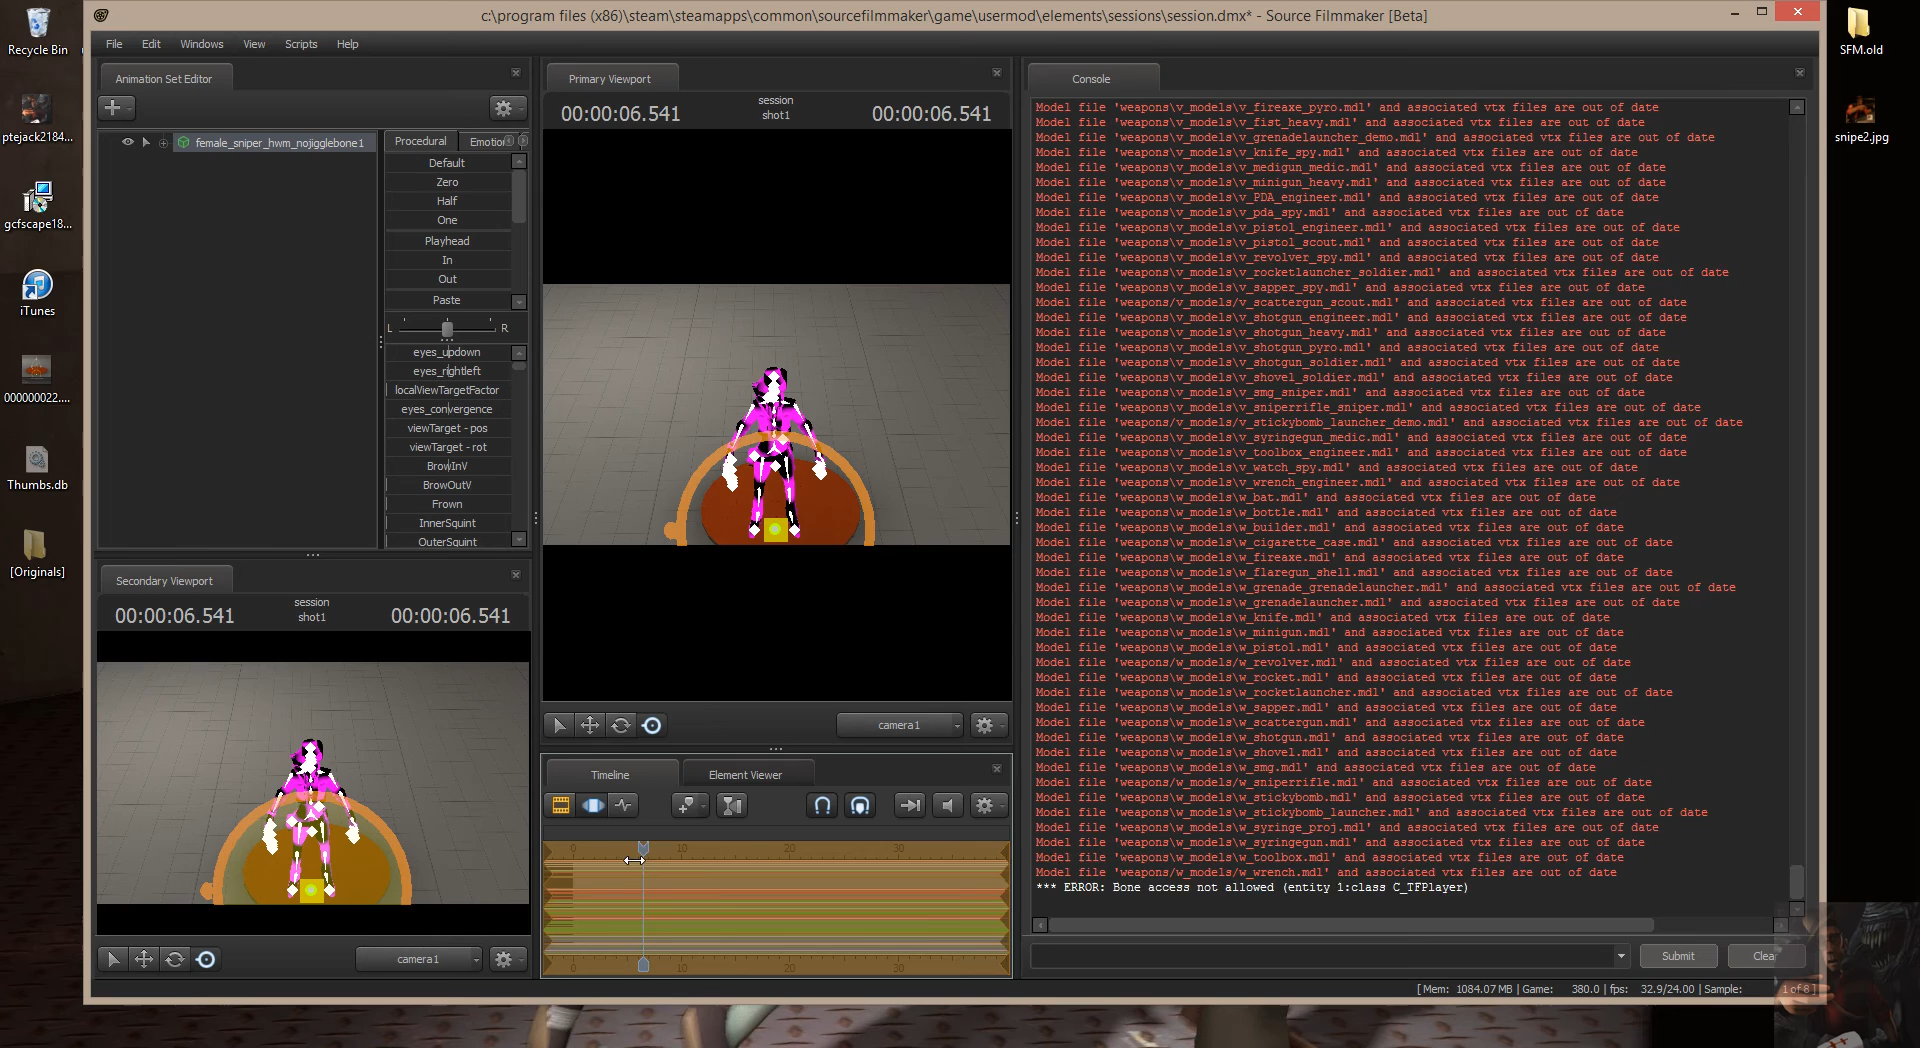 c:\program files (x86)\steam\steamapps\common\sourcefilmmaker\game\usermod\elements\sessions\session.dmx* - Source Filmmaker [Beta]
Recycle Bin
ptejack2184...
gcfscape18...
iTunes
000000022....
Thumbs.db
[Originals]
SFM.old
snipe2.jpg
File Edit Windows View Scripts Help
Animation Set Editor
female_sniper_hwm_nojigglebone1
Procedural
Emotion
Default
Zero
Half
One
Playhead
In
Out
Paste
L R
eyes_updown
eyes_rightleft
localViewTargetFactor
eyes_convergence
viewTarget - pos
viewTarget - rot
BrowInV
BrowOutV
Frown
InnerSquint
OuterSquint
Secondary Viewport
00:00:06.541
session
shot1
00:00:06.541
camera1
Primary Viewport
00:00:06.541
session
shot1
00:00:06.541
camera1
Timeline
Element Viewer
0 10 20 30
0 10 20 30
Console
Model file 'weapons\v_models\v_fireaxe_pyro.mdl' and associated vtx files are out of date
Model file 'weapons\v_models\v_fist_heavy.mdl' and associated vtx files are out of date
Model file 'weapons\v_models\v_grenadelauncher_demo.mdl' and associated vtx files are out of date
Model file 'weapons\v_models\v_knife_spy.mdl' and associated vtx files are out of date
Model file 'weapons\v_models\v_medigun_medic.mdl' and associated vtx files are out of date
Model file 'weapons\v_models\v_minigun_heavy.mdl' and associated vtx files are out of date
Model file 'weapons\v_models\v_PDA_engineer.mdl' and associated vtx files are out of date
Model file 'weapons\v_models\v_pda_spy.mdl' and associated vtx files are out of date
Model file 'weapons\v_models\v_pistol_engineer.mdl' and associated vtx files are out of date
Model file 'weapons\v_models\v_pistol_scout.mdl' and associated vtx files are out of date
Model file 'weapons\v_models\v_revolver_spy.mdl' and associated vtx files are out of date
Model file 'weapons\v_models\v_rocketlauncher_soldier.mdl' and associated vtx files are out of date
Model file 'weapons\v_models\v_sapper_spy.mdl' and associated vtx files are out of date
Model file 'weapons/v_models/v_scattergun_scout.mdl' and associated vtx files are out of date
Model file 'weapons\v_models\v_shotgun_engineer.mdl' and associated vtx files are out of date
Model file 'weapons\v_models\v_shotgun_heavy.mdl' and associated vtx files are out of date
Model file 'weapons\v_models\v_shotgun_pyro.mdl' and associated vtx files are out of date
Model file 'weapons\v_models\v_shotgun_soldier.mdl' and associated vtx files are out of date
Model file 'weapons\v_models\v_shovel_soldier.mdl' and associated vtx files are out of date
Model file 'weapons\v_models\v_smg_sniper.mdl' and associated vtx files are out of date
Model file 'weapons\v_models\v_sniperrifle_sniper.mdl' and associated vtx files are out of date
Model file 'weapons/v_models/v_stickybomb_launcher_demo.mdl' and associated vtx files are out of date
Model file 'weapons\v_models\v_syringegun_medic.mdl' and associated vtx files are out of date
Model file 'weapons\v_models\v_toolbox_engineer.mdl' and associated vtx files are out of date
Model file 'weapons\v_models\v_watch_spy.mdl' and associated vtx files are out of date
Model file 'weapons\v_models\v_wrench_engineer.mdl' and associated vtx files are out of date
Model file 'weapons\w_models\w_bat.mdl' and associated vtx files are out of date
Model file 'weapons\w_models\w_bottle.mdl' and associated vtx files are out of date
Model file 'weapons\w_models\w_builder.mdl' and associated vtx files are out of date
Model file 'weapons\w_models\w_cigarette_case.mdl' and associated vtx files are out of date
Model file 'weapons\w_models\w_fireaxe.mdl' and associated vtx files are out of date
Model file 'weapons\w_models\w_flaregun_shell.mdl' and associated vtx files are out of date
Model file 'weapons\w_models\w_grenade_grenadelauncher.mdl' and associated vtx files are out of date
Model file 'weapons\w_models\w_grenadelauncher.mdl' and associated vtx files are out of date
Model file 'weapons\w_models\w_knife.mdl' and associated vtx files are out of date
Model file 'weapons\w_models\w_minigun.mdl' and associated vtx files are out of date
Model file 'weapons\w_models\w_pistol.mdl' and associated vtx files are out of date
Model file 'weapons/w_models/w_revolver.mdl' and associated vtx files are out of date
Model file 'weapons\w_models\w_rocket.mdl' and associated vtx files are out of date
Model file 'weapons\w_models\w_rocketlauncher.mdl' and associated vtx files are out of date
Model file 'weapons\w_models\w_sapper.mdl' and associated vtx files are out of date
Model file 'weapons\w_models\w_scattergun.mdl' and associated vtx files are out of date
Model file 'weapons\w_models\w_shotgun.mdl' and associated vtx files are out of date
Model file 'weapons\w_models\w_shovel.mdl' and associated vtx files are out of date
Model file 'weapons\w_models\w_smg.mdl' and associated vtx files are out of date
Model file 'weapons/w_models/w_sniperrifle.mdl' and associated vtx files are out of date
Model file 'weapons\w_models\w_stickybomb.mdl' and associated vtx files are out of date
Model file 'weapons\w_models\w_stickybomb_launcher.mdl' and associated vtx files are out of date
Model file 'weapons\w_models\w_syringe_proj.mdl' and associated vtx files are out of date
Model file 'weapons\w_models\w_syringegun.mdl' and associated vtx files are out of date
Model file 'weapons\w_models\w_toolbox.mdl' and associated vtx files are out of date
Model file 'weapons/w_models/w_wrench.mdl' and associated vtx files are out of date
*** ERROR: Bone access not allowed (entity 1:class C_TFPlayer)
Submit
Clear
[ Mem: 1084.07 MB | Game: 380.0 | fps: 32.9/24.00 | Sample: 1 of 8 ]